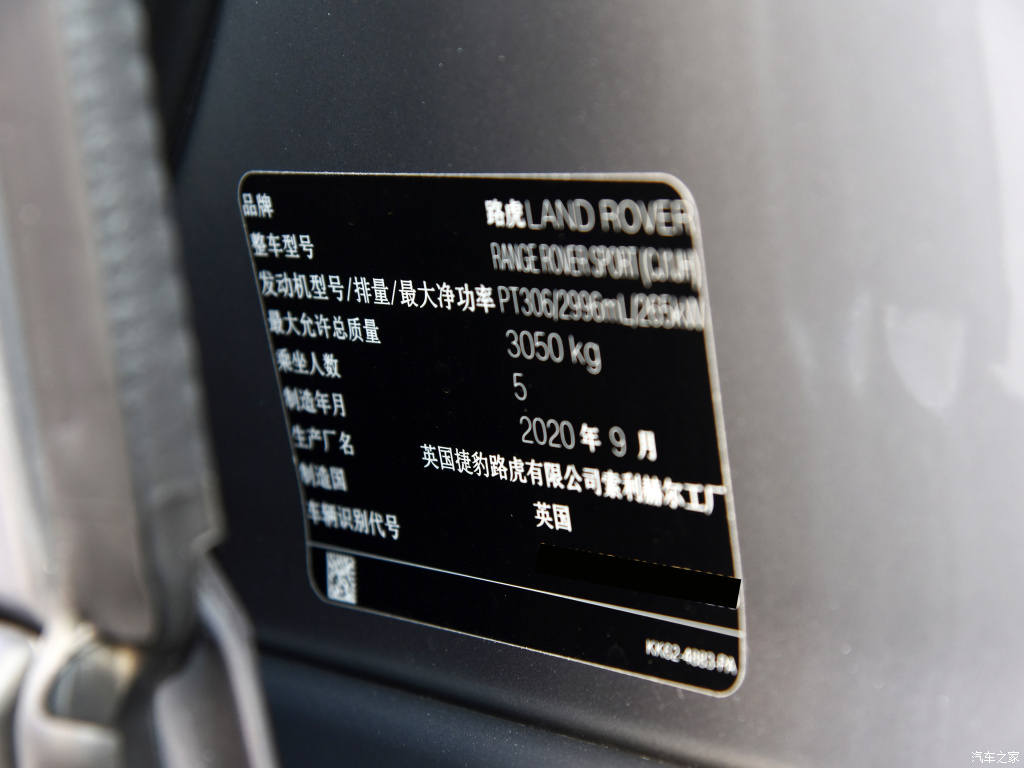 品牌 路虎LAND ROVER
整车型号 RANGE ROVER SPORT (CJTJH)
发动机型号/排量/最大净功率 PT306/2996mL/265kW
最大允许总质量 3050 kg
乘坐人数 5
制造年月 2020 年 9 月
生产厂名 英国捷豹路虎有限公司索利赫尔工厂
制造国 英国
车辆识别代号
汽车之家